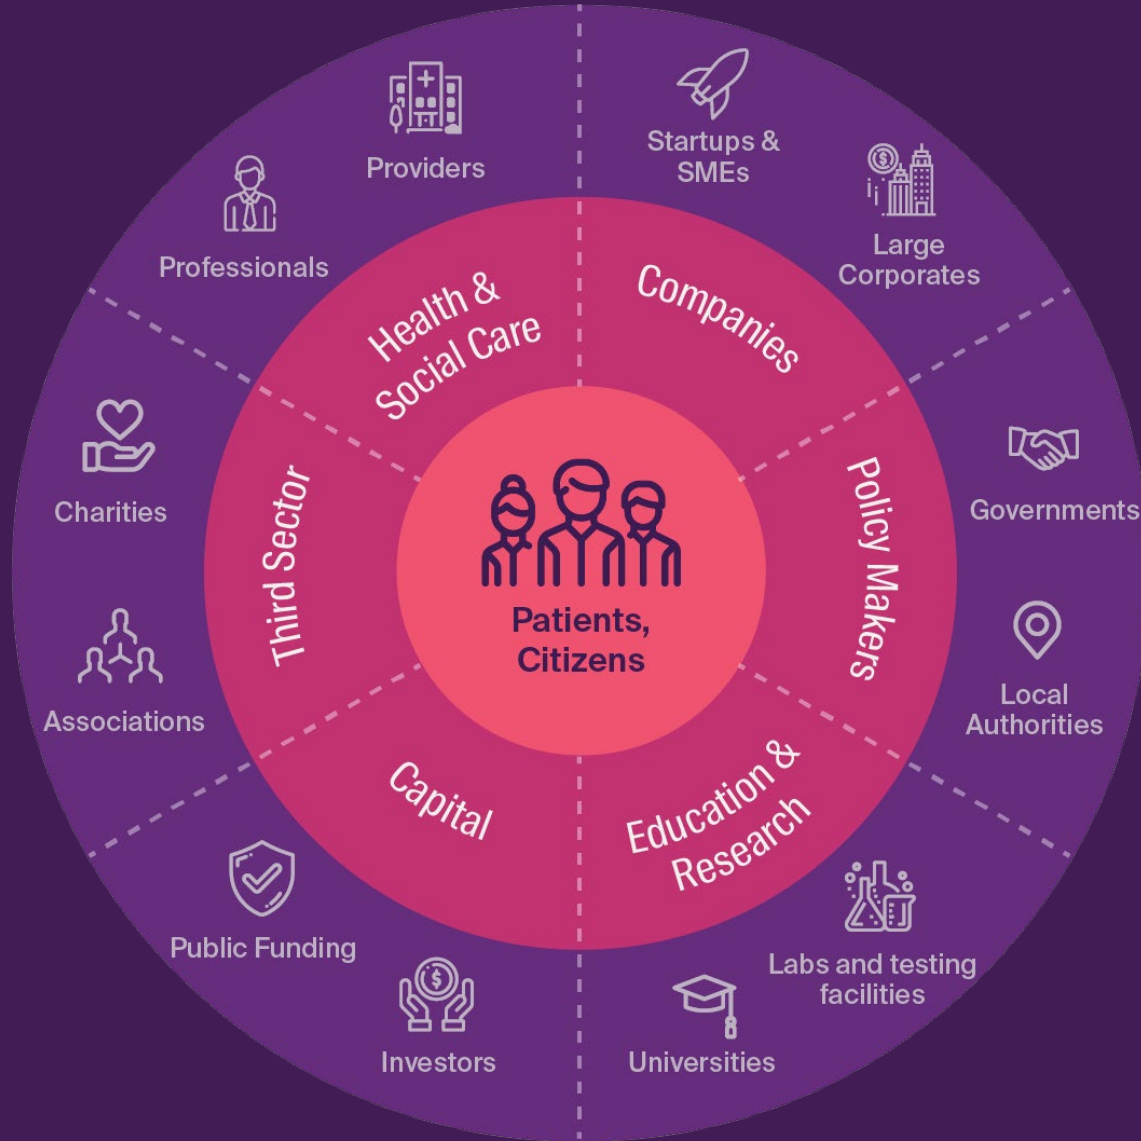 Providers
Startups &
SMEs
Professionals
Large
Corporates
Health &
Social Care
Companies
Charities
Third Sector
Patients,
Citizens
Policy Makers
Governments
Associations
Local
Authorities
Capital
Education &
Research
Public Funding
Labs and testing
facilities
Investors
Universities